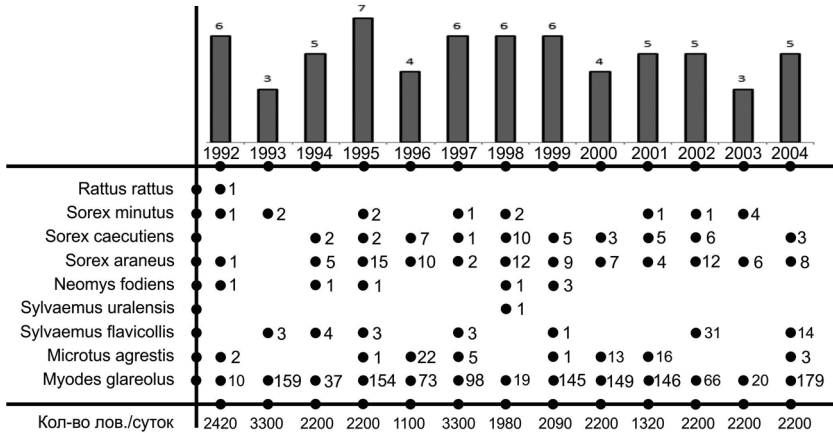 6 3 5 7 4 6 6 6 4 5 5 3 5
1992 1993 1994 1995 1996 1997 1998 1999 2000 2001 2002 2003 2004
Rattus rattus 1
Sorex minutus 1 2 2 1 2 1 1 4
Sorex caecutiens 2 2 7 1 10 5 3 5 6 3
Sorex araneus 1 5 15 10 2 12 9 7 4 12 6 8
Neomys fodiens 1 1 1 1 3
Sylvaemus uralensis 1
Sylvaemus flavicollis 3 4 3 3 1 31 14
Microtus agrestis 2 1 22 5 1 13 16 3
Myodes glareolus 10 159 37 154 73 98 19 145 149 146 66 20 179
Кол-во лов./суток 2420 3300 2200 2200 1100 3300 1980 2090 2200 1320 2200 2200 2200